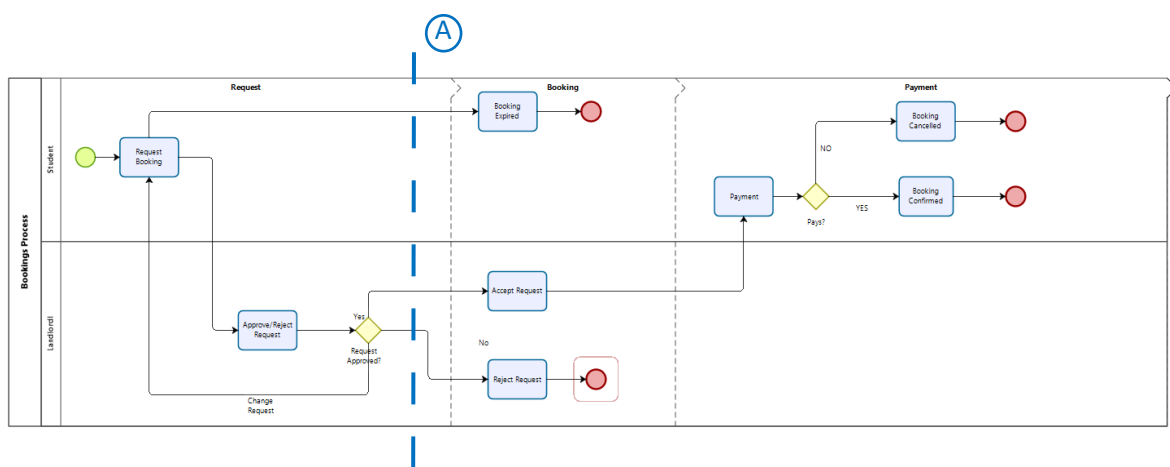 A
Request
Booking
Payment
Bookings Process
Student
Landlordl
Booking
Expired
Request
Booking
Booking
Cancelled
NO
Payment
Booking
Confirmed
YES
Pays?
Accept Request
Yes
Approve/Reject
Request
Request
Approved?
No
Reject Request
Change
Request